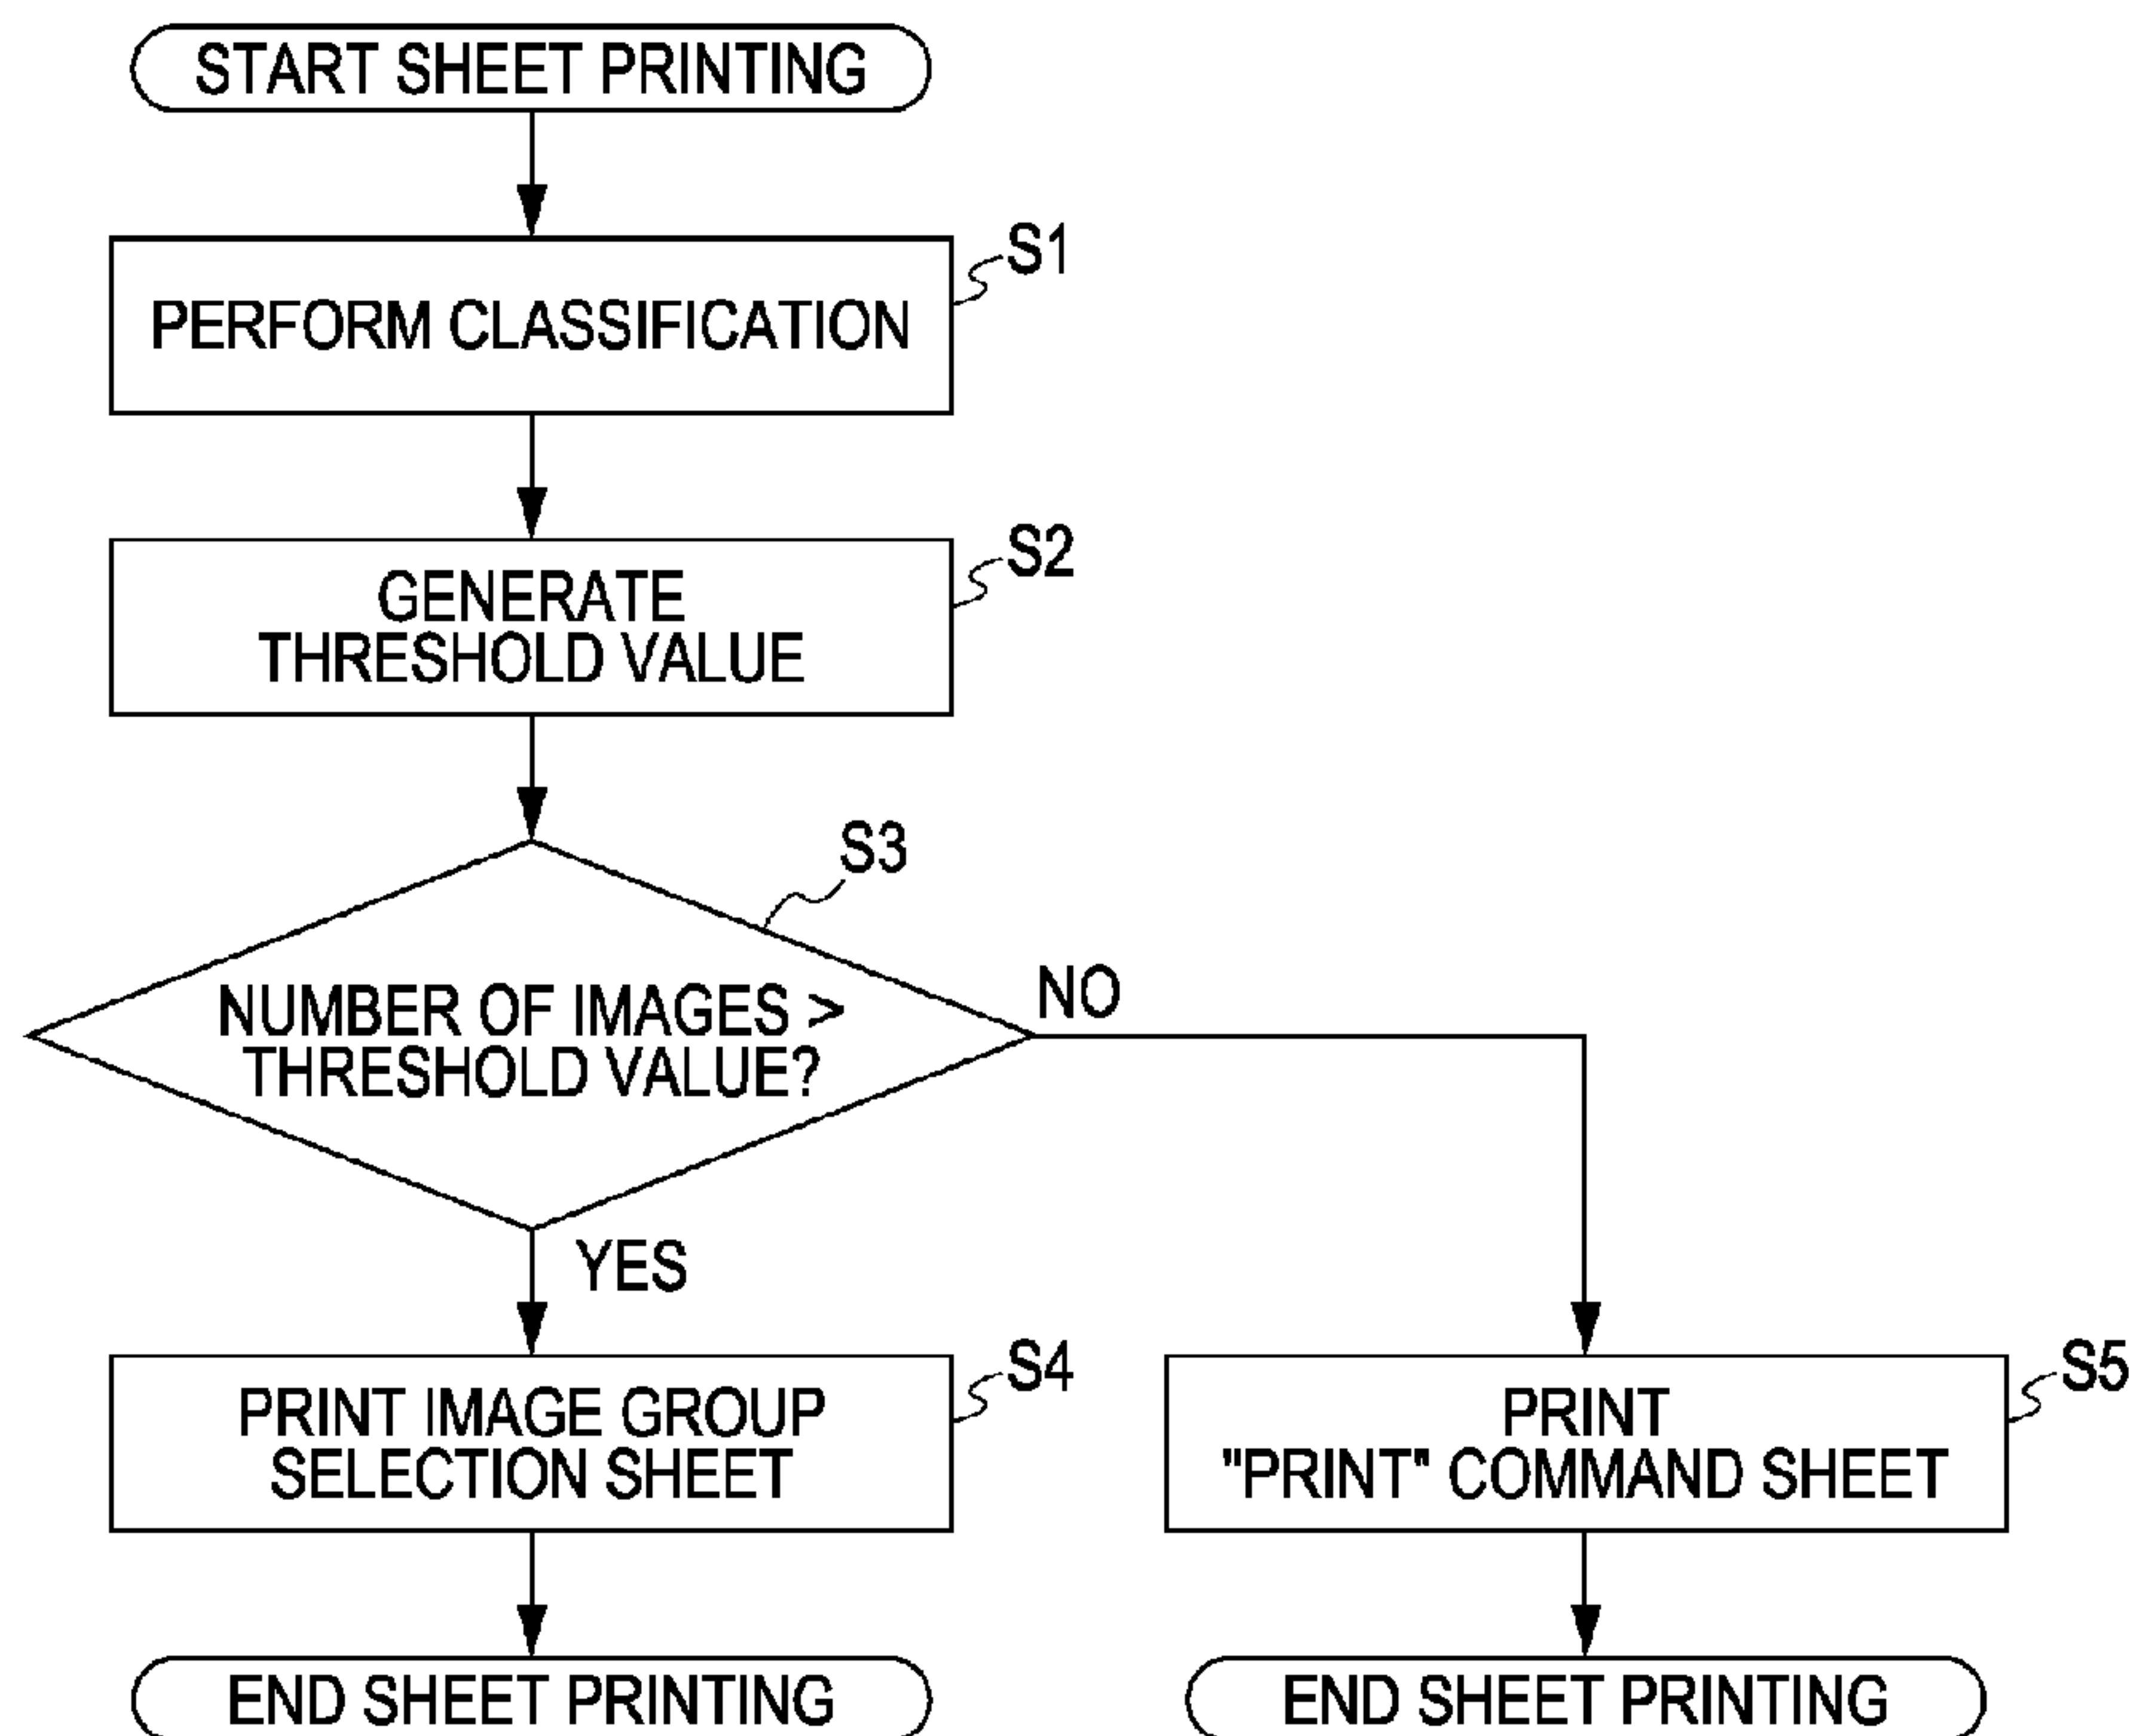 START SHEET PRINTING
S1
PERFORM CLASSIFICATION
S2
GENERATE
THRESHOLD VALUE
S3
NUMBER OF IMAGES >
THRESHOLD VALUE?
NO
YES
S4
PRINT IMAGE GROUP
SELECTION SHEET
S5
PRINT
"PRINT" COMMAND SHEET
END SHEET PRINTING
END SHEET PRINTING